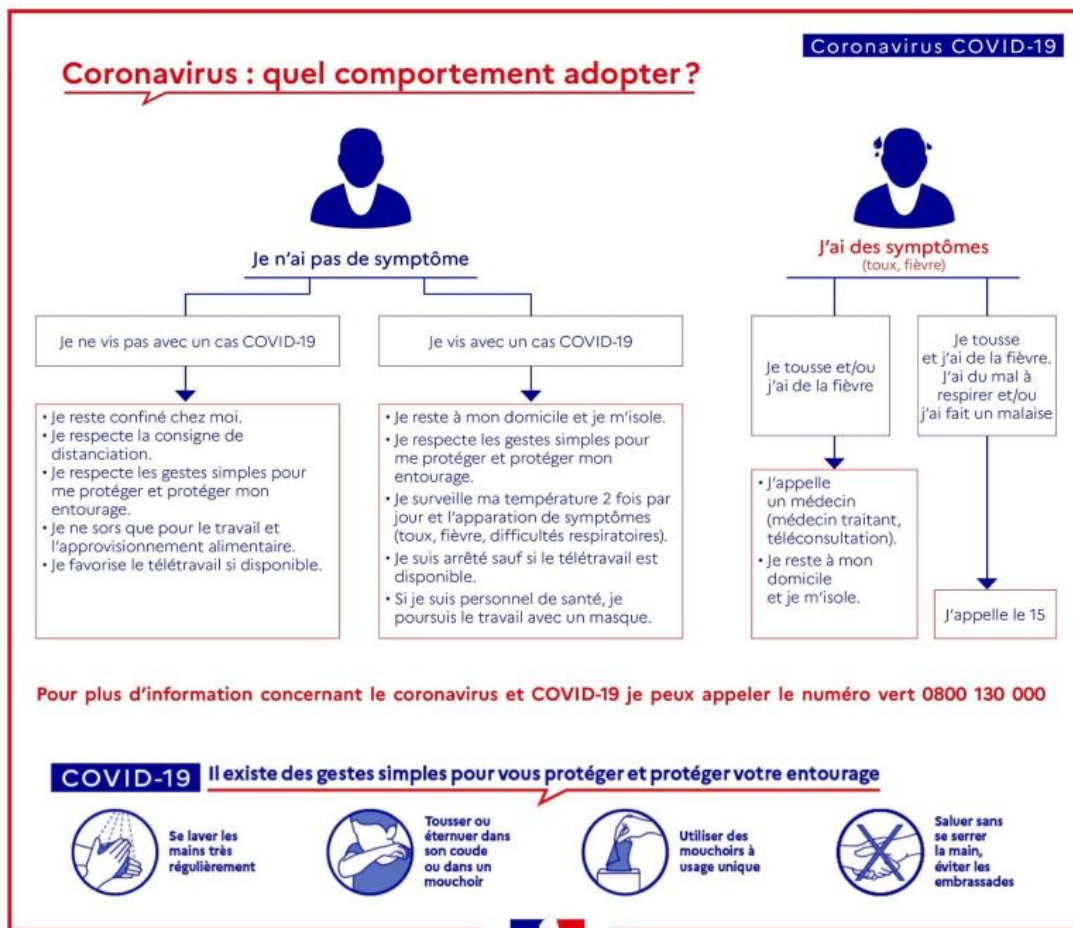 Coronavirus COVID-19
Coronavirus : quel comportement adopter ?
Je n'ai pas de symptôme
J'ai des symptômes
(toux, fièvre)
Je ne vis pas avec un cas COVID-19
Je vis avec un cas COVID-19
Je tousse et/ou
j'ai de la fièvre
Je tousse
et j'ai de la fièvre.
J'ai du mal à
respirer et/ou
j'ai fait un malaise
• Je reste confiné chez moi.
• Je respecte la consigne de
distanciation.
• Je respecte les gestes simples pour
me protéger et protéger mon
entourage.
• Je ne sors que pour le travail et
l'approvisionnement alimentaire.
• Je favorise le télétravail si disponible.
• Je reste à mon domicile et je m'isole.
• Je respecte les gestes simples pour
me protéger et protéger mon
entourage.
• Je surveille ma température 2 fois par
jour et l'apparation de symptômes
(toux, fièvre, difficultés respiratoires).
• Je suis arrêté sauf si le télétravail est
disponible.
• Si je suis personnel de santé, je
poursuis le travail avec un masque.
• J'appelle
un médecin
(médecin traitant,
téléconsultation).
• Je reste à mon
domicile
et je m'isole.
J'appelle le 15
Pour plus d'information concernant le coronavirus et COVID-19 je peux appeler le numéro vert 0800 130 000
COVID-19 Il existe des gestes simples pour vous protéger et protéger votre entourage
Se laver les
mains très
régulièrement
Tousser ou
éternuer dans
son coude
ou dans un
mouchoir
Utiliser des
mouchoirs à
usage unique
Saluer sans
se serrer
la main,
éviter les
embrassades